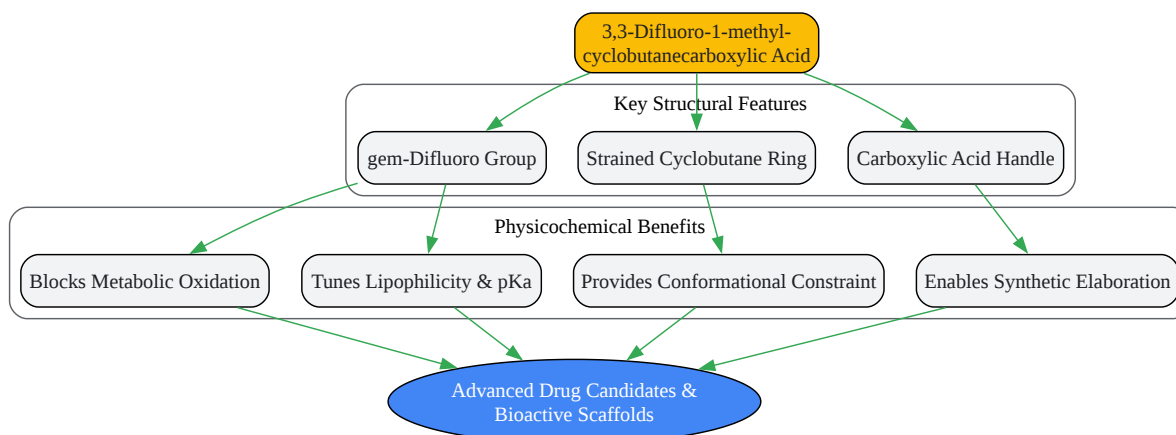 3,3-Difluoro-1-methyl-
cyclobutanecarboxylic Acid
Key Structural Features
gem-Difluoro Group
Strained Cyclobutane Ring
Carboxylic Acid Handle
Physicochemical Benefits
Blocks Metabolic Oxidation
Tunes Lipophilicity & pKa
Provides Conformational Constraint
Enables Synthetic Elaboration
Advanced Drug Candidates &
Bioactive Scaffolds